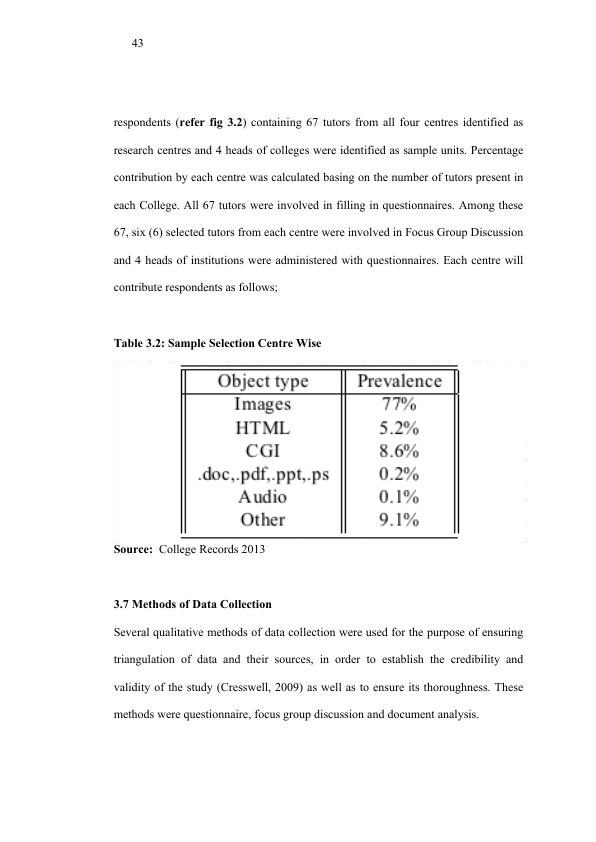 43
respondents (refer fig 3.2) containing 67 tutors from all four centres identified as
research centres and 4 heads of colleges were identified as sample units. Percentage
contribution by each centre was calculated basing on the number of tutors present in
each College. All 67 tutors were involved in filling in questionnaires. Among these
67, six (6) selected tutors from each centre were involved in Focus Group Discussion
and 4 heads of institutions were administered with questionnaires. Each centre will
contribute respondents as follows;
Table 3.2: Sample Selection Centre Wise
Object type Prevalence
Images 77%
HTML 5.2%
CGI 8.6%
.doc,.pdf,.ppt,.ps 0.2%
Audio 0.1%
Other 9.1%
Source: College Records 2013
3.7 Methods of Data Collection
Several qualitative methods of data collection were used for the purpose of ensuring
triangulation of data and their sources, in order to establish the credibility and
validity of the study (Cresswell, 2009) as well as to ensure its thoroughness. These
methods were questionnaire, focus group discussion and document analysis.